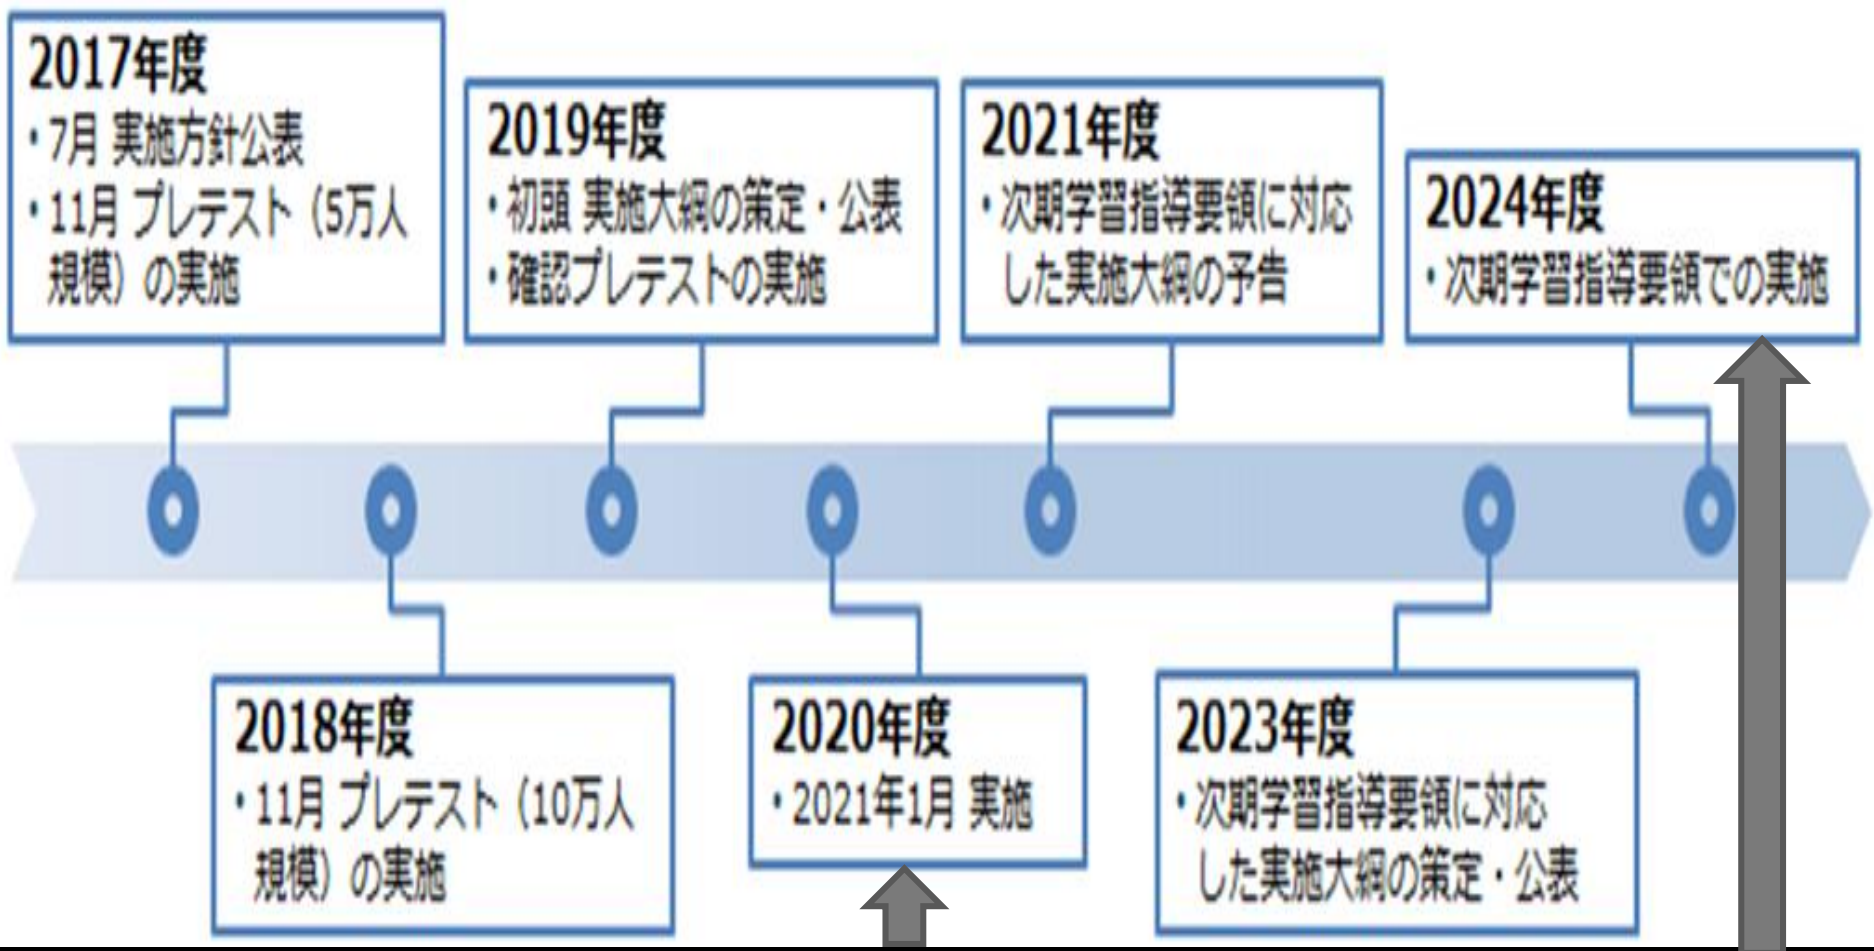 2017年度
・7月 実施方針公表
・11月 プレテスト（5万人
規模）の実施
2019年度
・初頭 実施大綱の策定・公表
・確認プレテストの実施
2021年度
・次期学習指導要領に対応
した実施大綱の予告
2024年度
・次期学習指導要領での実施
2018年度
・11月 プレテスト（10万人
規模）の実施
2020年度
・2021年1月 実施
2023年度
・次期学習指導要領に対応
した実施大綱の策定・公表